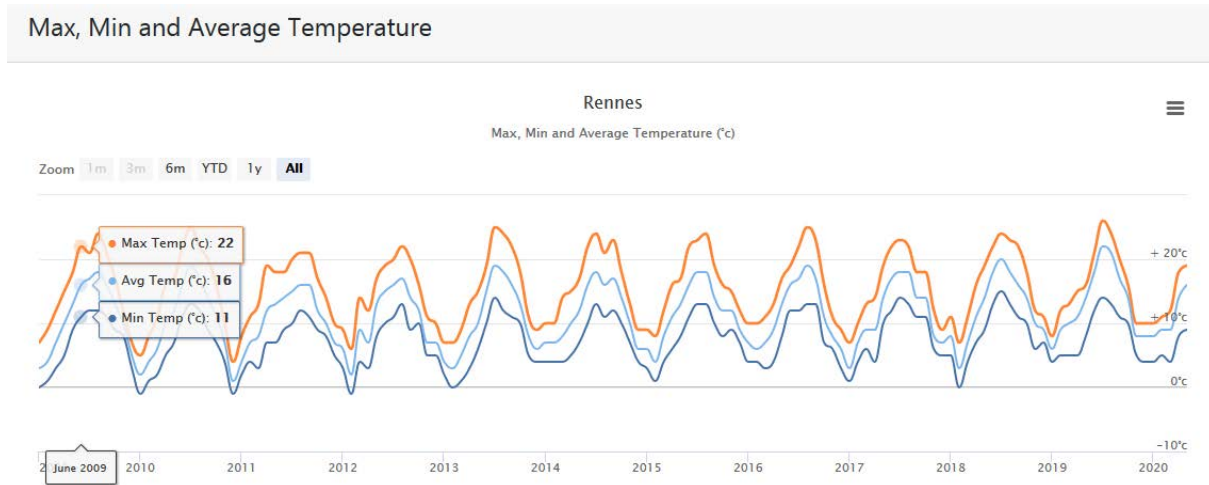 Max, Min and Average Temperature
Rennes
Max, Min and Average Temperature (°c)
Zoom 1m 3m 6m YTD 1y All
Max Temp (°c): 22
Avg Temp (°c): 16
Min Temp (°c): 11
+ 20°c
+ 10°c
0°c
-10°c
June 2009
2010 2011 2012 2013 2014 2015 2016 2017 2018 2019 2020